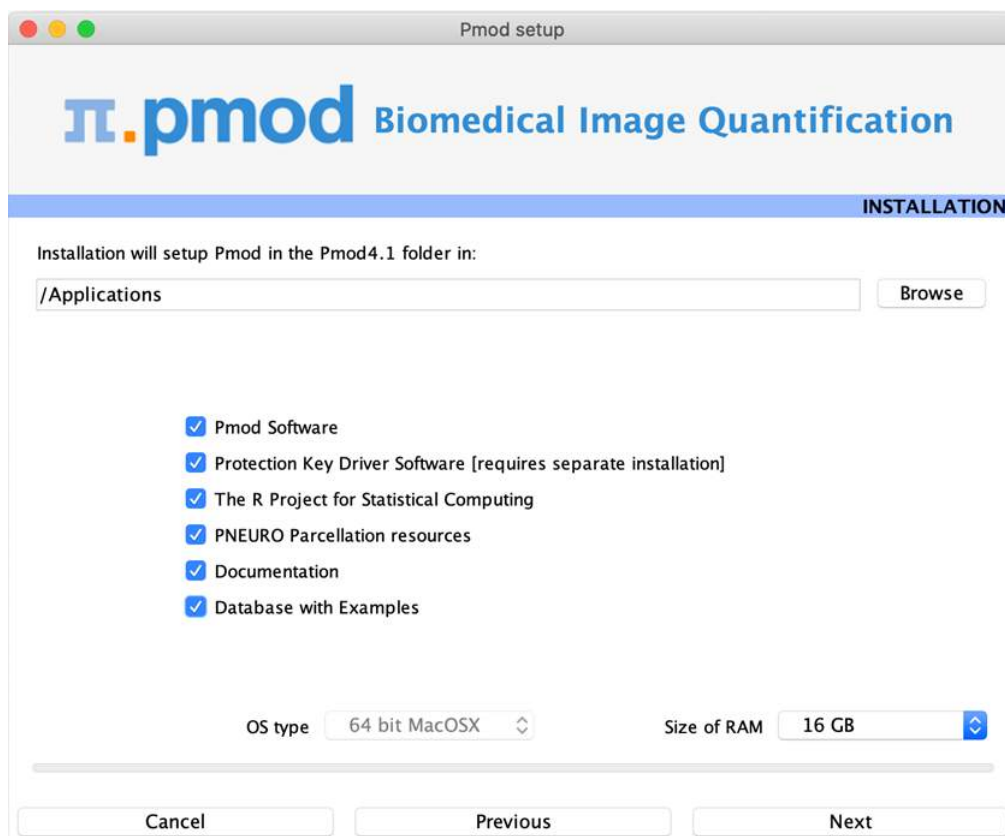 Pmod setup
π.pmod Biomedical Image Quantification
INSTALLATION
Installation will setup Pmod in the Pmod4.1 folder in:
/Applications Browse
Pmod Software
Protection Key Driver Software [requires separate installation]
The R Project for Statistical Computing
PNEURO Parcellation resources
Documentation
Database with Examples
OS type 64 bit MacOSX Size of RAM 16 GB
Cancel Previous Next